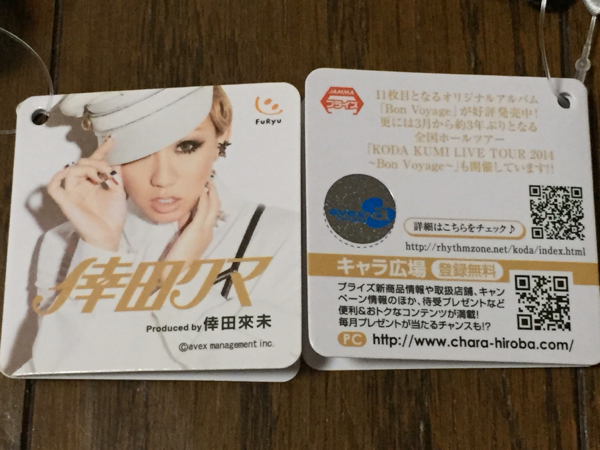 FuRyu
倖田クマ
Produced by 倖田來未
©avex management inc.
JAMMA
プライズ
11枚目となるオリジナルアルバム
「Bon Voyage」が好評発売中!
更には3月から約3年ぶりとなる
全国ホールツアー
「KODA KUMI LIVE TOUR 2014
~Bon Voyage~」も開催しています!!
詳細はこちらをチェック♪
http://rhythmzone.net/koda/index.html
キャラ広場 登録無料
プライズ新商品情報や取扱店舗、キャン
ペーン情報のほか、待受プレゼントなど
便利&おトクなコンテンツが満載!
毎月プレゼントが当たるチャンスも!?
PC http://www.chara-hiroba.com/